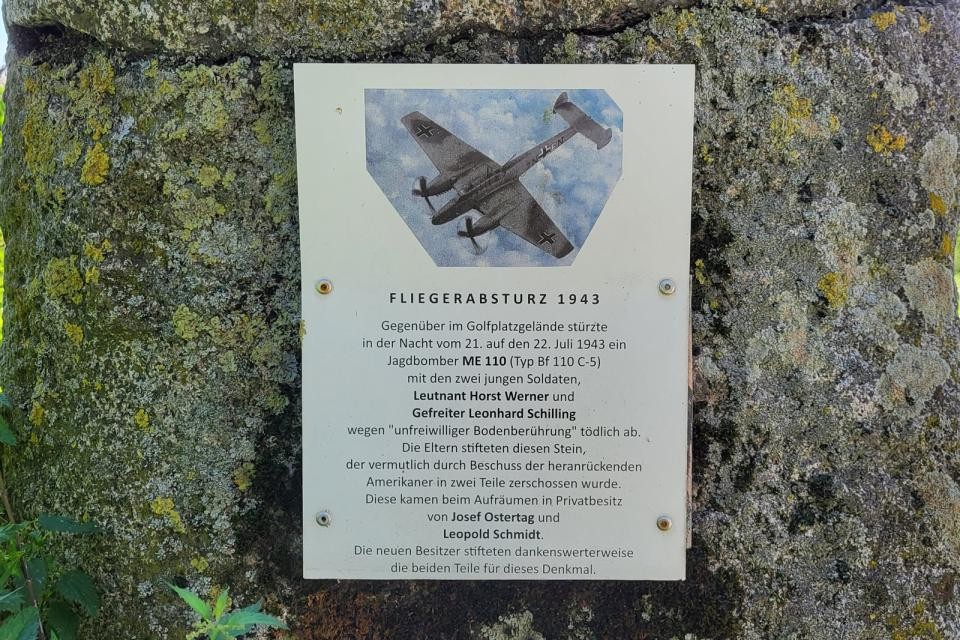 FLIEGERABSTURZ 1943
Gegenüber im Golfplatzgelände stürzte
in der Nacht vom 21. auf den 22. Juli 1943 ein
Jagdbomber ME 110 (Typ Bf 110 C-5)
mit den zwei jungen Soldaten,
Leutnant Horst Werner und
Gefreiter Leonhard Schilling
wegen "unfreiwilliger Bodenberührung" tödlich ab.
Die Eltern stifteten diesen Stein,
der vermutlich durch Beschuss der heranrückenden
Amerikaner in zwei Teile zerschossen wurde.
Diese kamen beim Aufräumen in Privatbesitz
von Josef Ostertag und
Leopold Schmidt.
Die neuen Besitzer stifteten dankenswerterweise
die beiden Teile für dieses Denkmal.